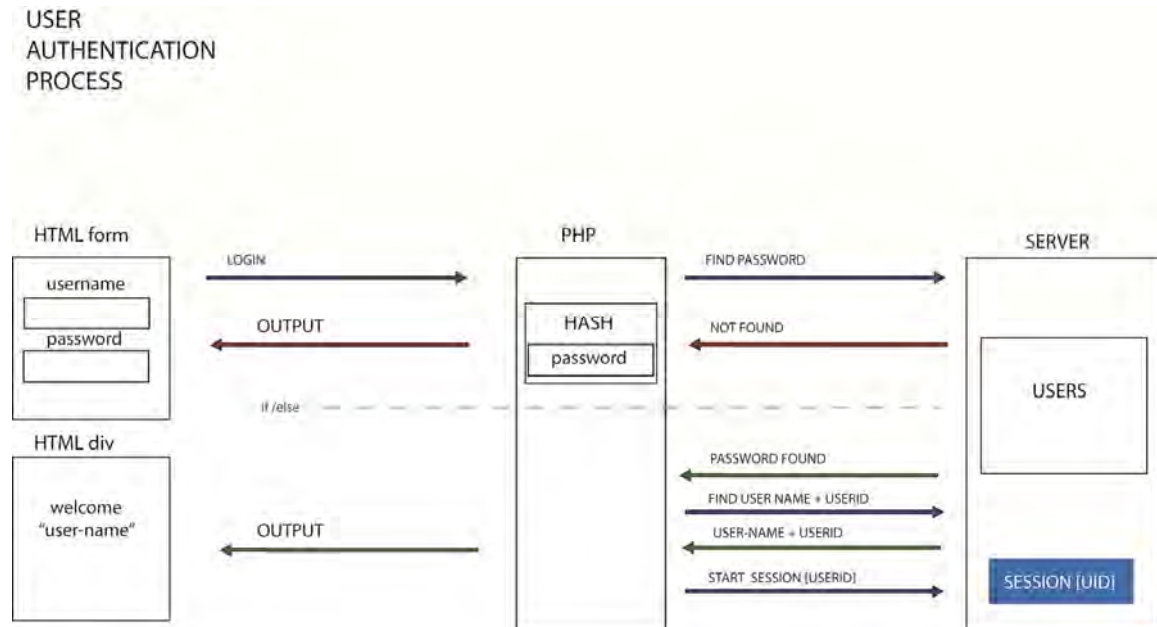 USER
AUTHENTICATION
PROCESS
HTML form
PHP
SERVER
username
password
LOGIN
FIND PASSWORD
OUTPUT
HASH
password
NOT FOUND
USERS
if /else
HTML div
welcome
"user-name"
PASSWORD FOUND
FIND USER NAME + USERID
OUTPUT
USER-NAME + USERID
START SESSION [USERID]
SESSION [UID]